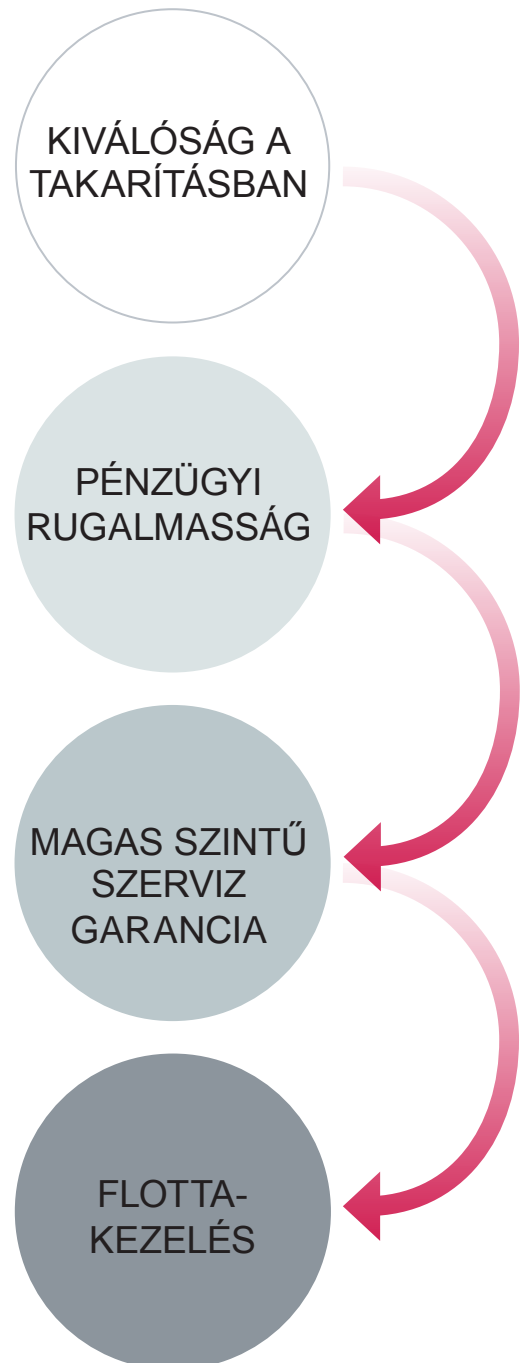 KIVÁLÓSÁG A
TAKARÍTÁSBAN
PÉNZÜGYI
RUGALMASSÁG
MAGAS SZINTŰ
SZERVIZ
GARANCIA
FLOTTA-
KEZELÉS